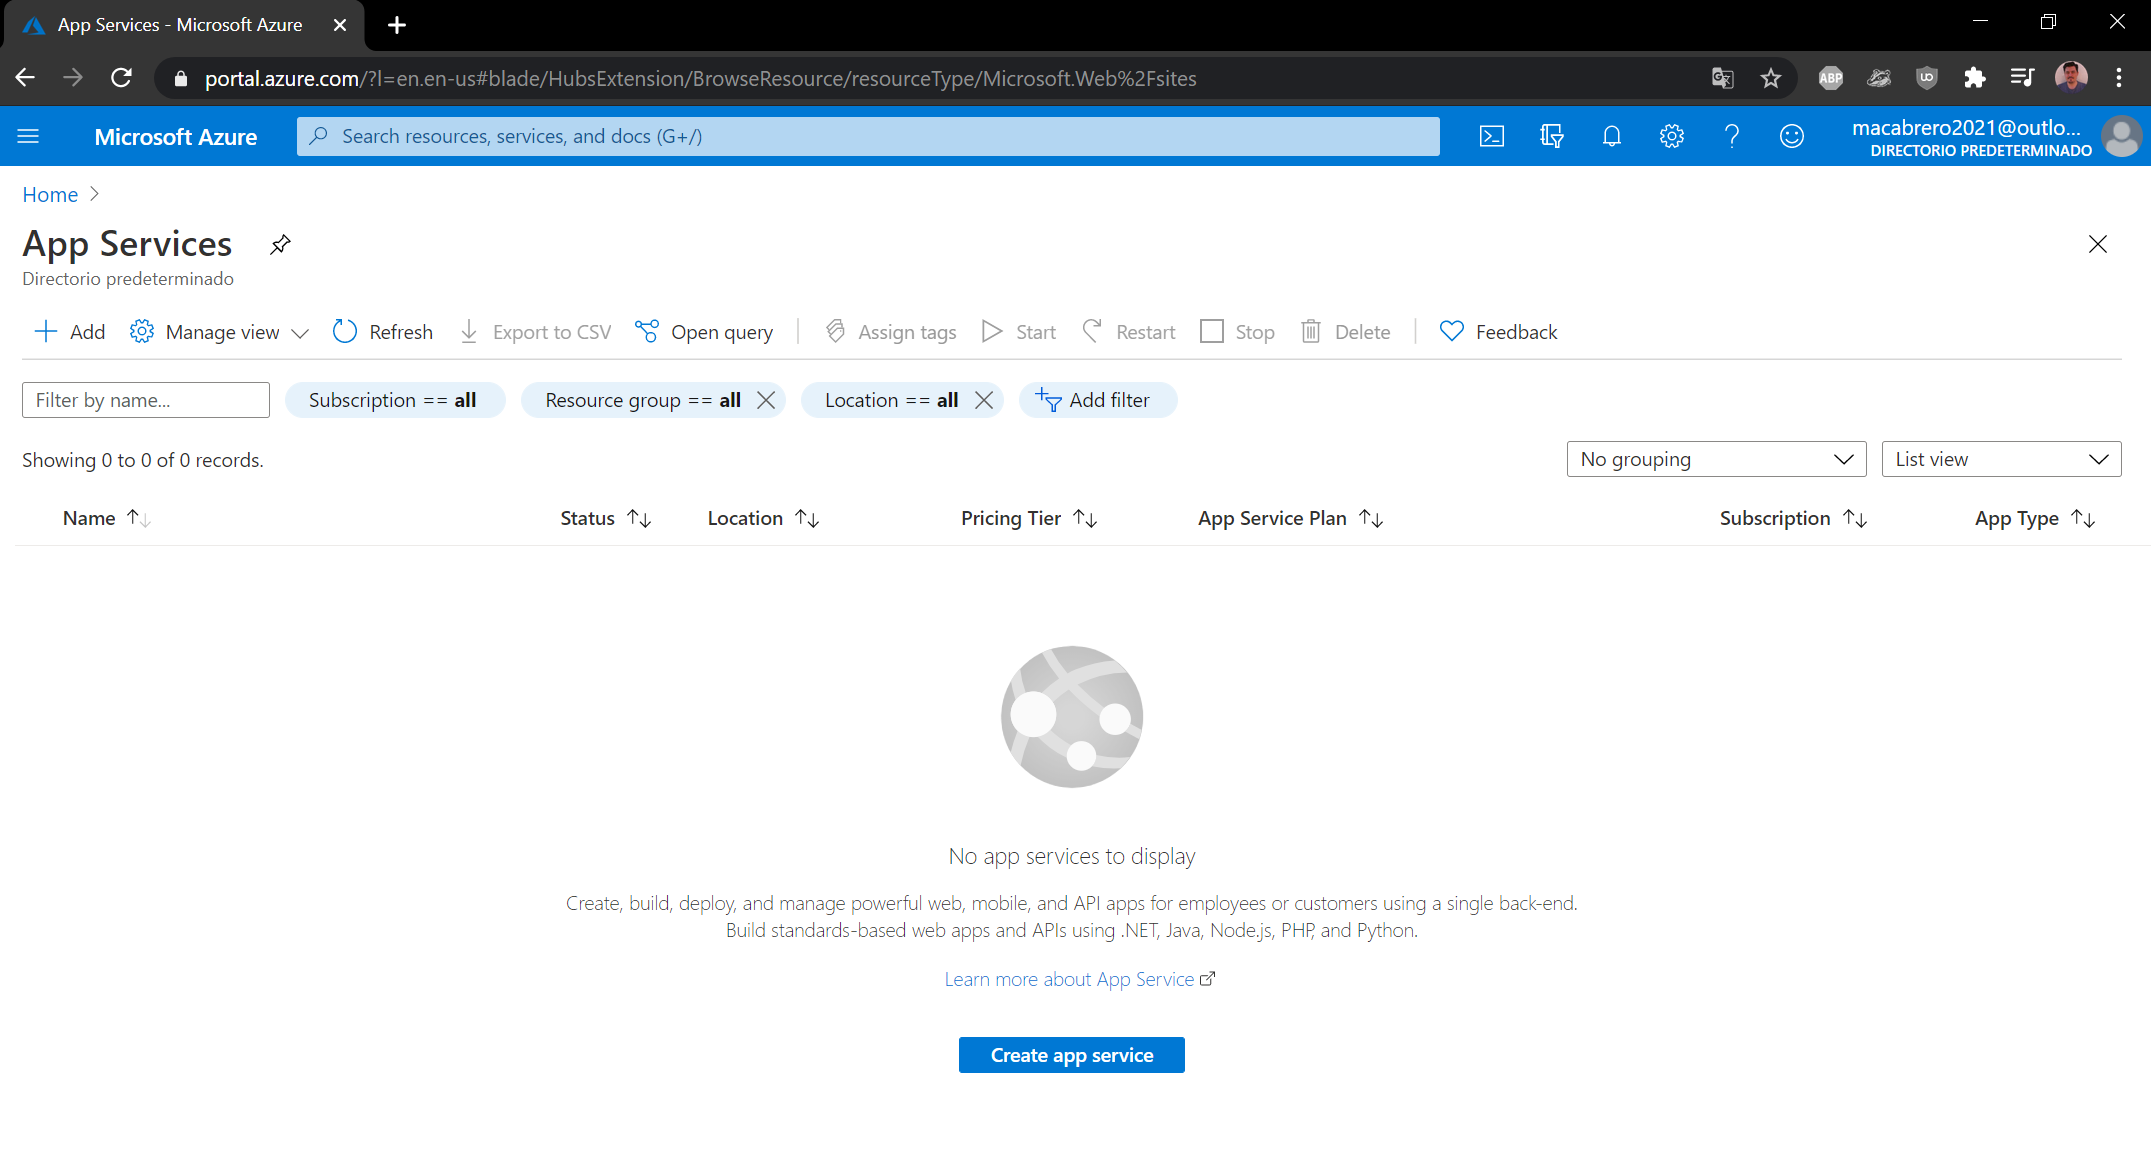 App Services - Microsoft Azure
portal.azure.com/?l=en.en-us#blade/HubsExtension/BrowseResource/resourceType/Microsoft.Web%2Fsites
ABP
UO
Microsoft Azure
Search resources, services, and docs (G+/)
macabrero2021@outlo...
DIRECTORIO PREDETERMINADO
Home
App Services
Directorio predeterminado
Add
Manage view
Refresh
Export to CSV
Open query
Assign tags
Start
Restart
Stop
Delete
Feedback
Filter by name...
Subscription == all
Resource group == all
Location == all
Add filter
Showing 0 to 0 of 0 records.
No grouping
List view
Name
Status
Location
Pricing Tier
App Service Plan
Subscription
App Type
No app services to display
Create, build, deploy, and manage powerful web, mobile, and API apps for employees or customers using a single back-end.
Build standards-based web apps and APIs using .NET, Java, Node.js, PHP, and Python.
Learn more about App Service
Create app service